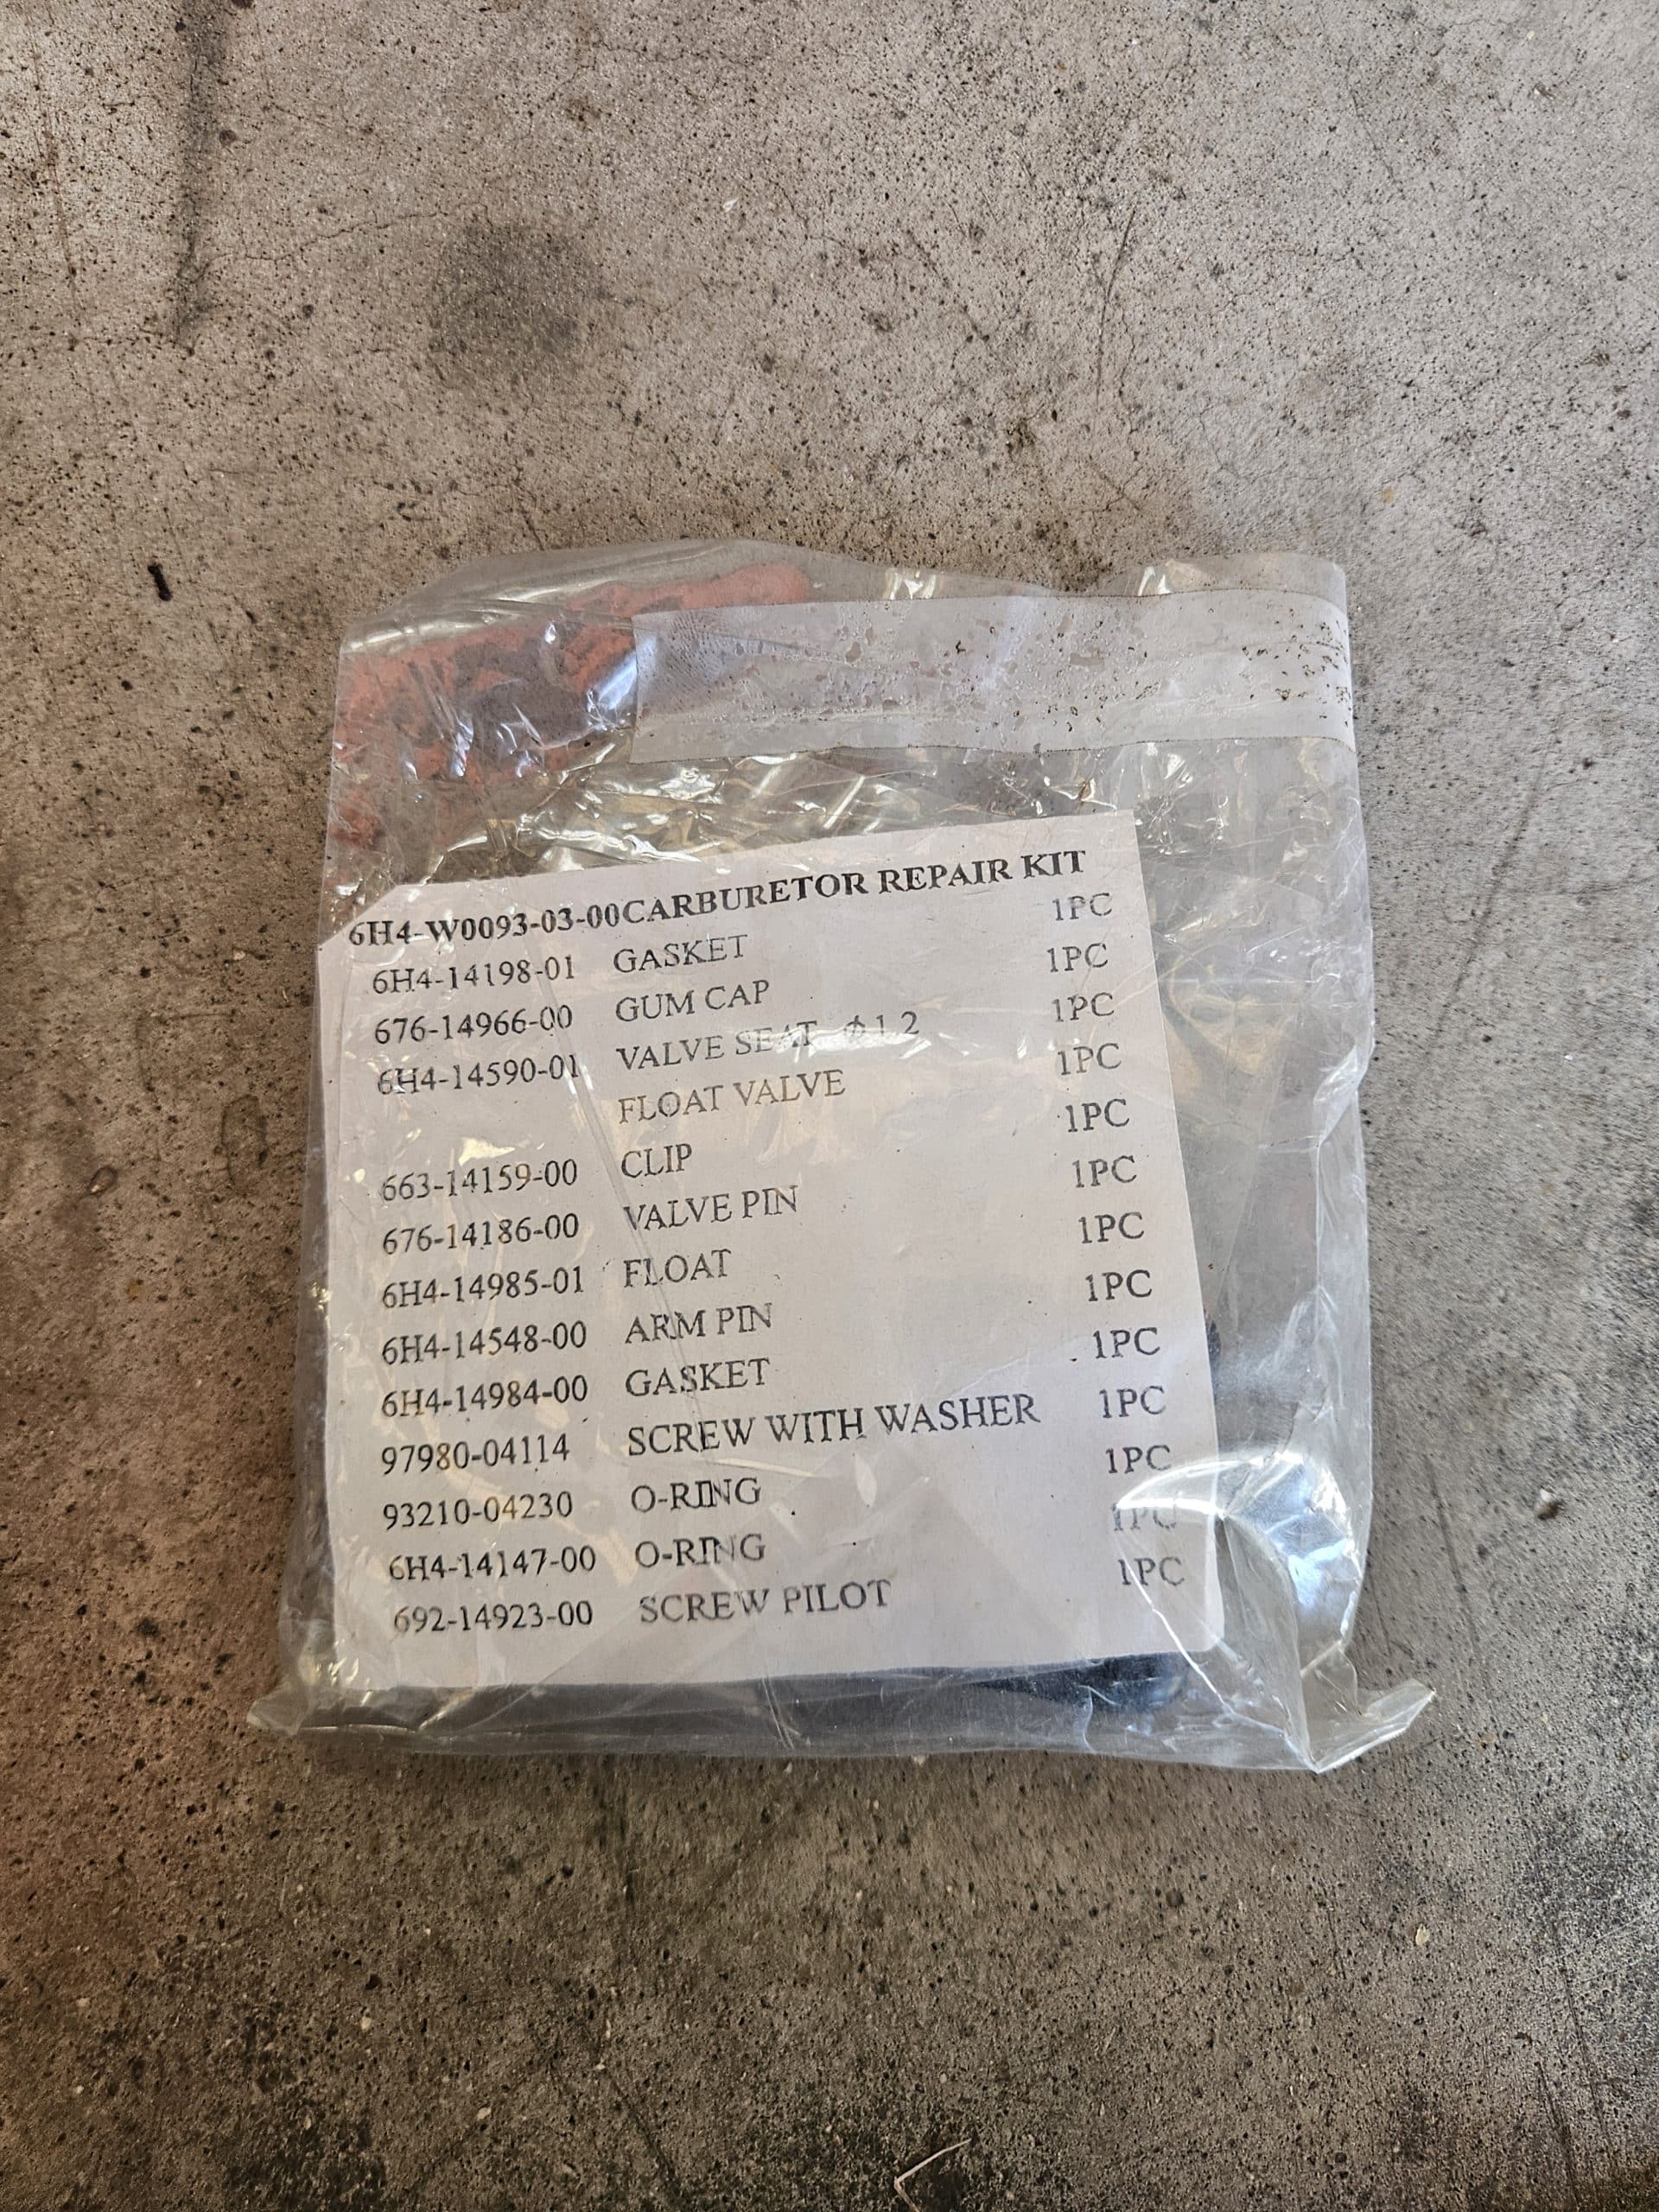 6H4-W0093-03-00CARBURETOR REPAIR KIT
6H4-14198-01 GASKET 1PC
676-14966-00 GUM CAP 1PC
6H4-14590-01 VALVE SEAT ϕ1.2 1PC
FLOAT VALVE 1PC
663-14159-00 CLIP 1PC
676-14186-00 VALVE PIN 1PC
6H4-14985-01 FLOAT 1PC
6H4-14548-00 ARM PIN 1PC
6H4-14984-00 GASKET 1PC
97980-04114 SCREW WITH WASHER 1PC
93210-04230 O-RING 1PC
6H4-14147-00 O-RING 1PC
692-14923-00 SCREW PILOT 1PC